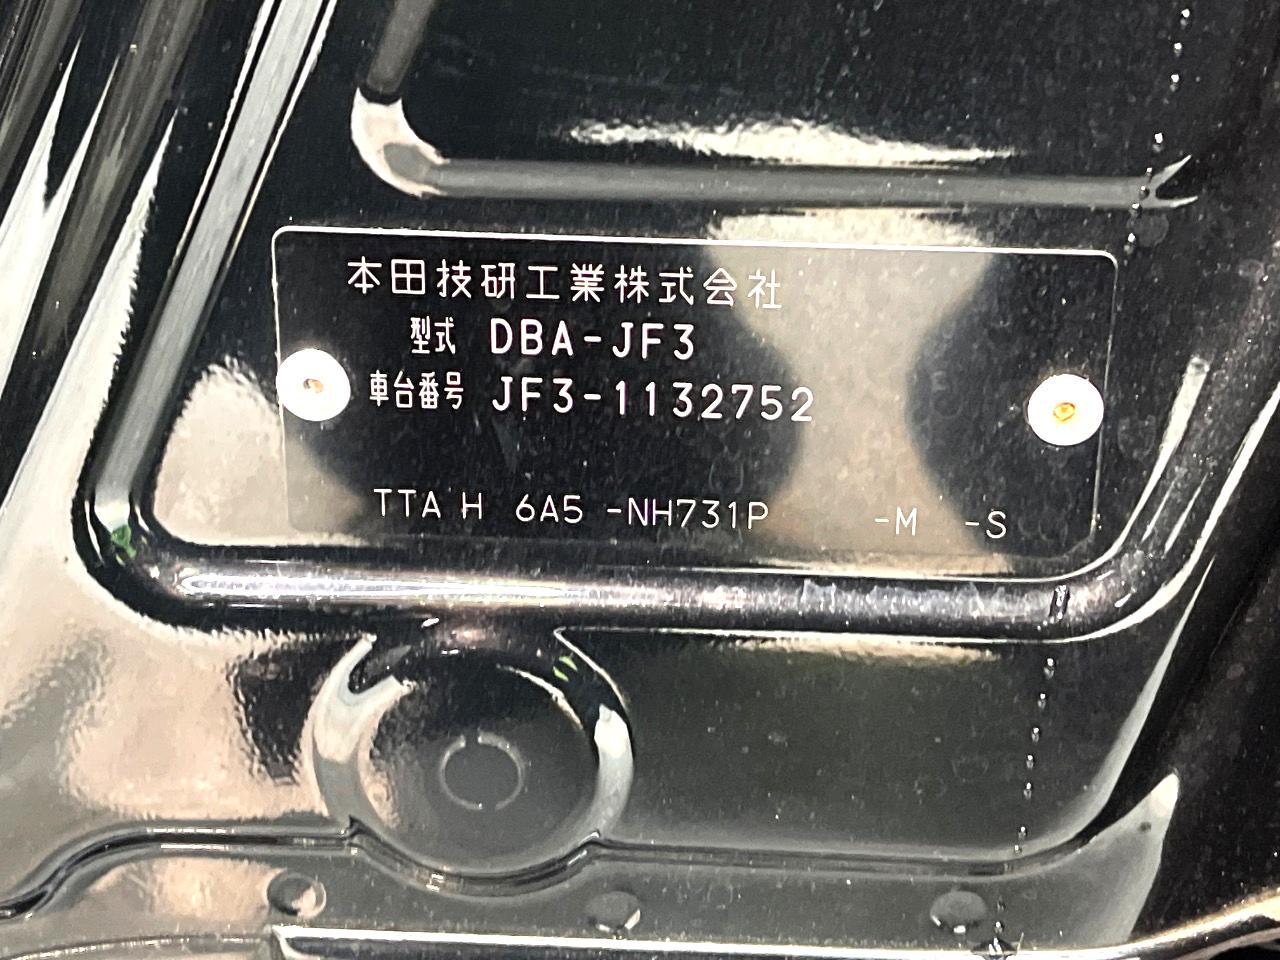 本田技研工業株式会社
型式 DBA-JF3
車台番号 JF3-1132752
TTA H 6A5 -NH731P -M -S